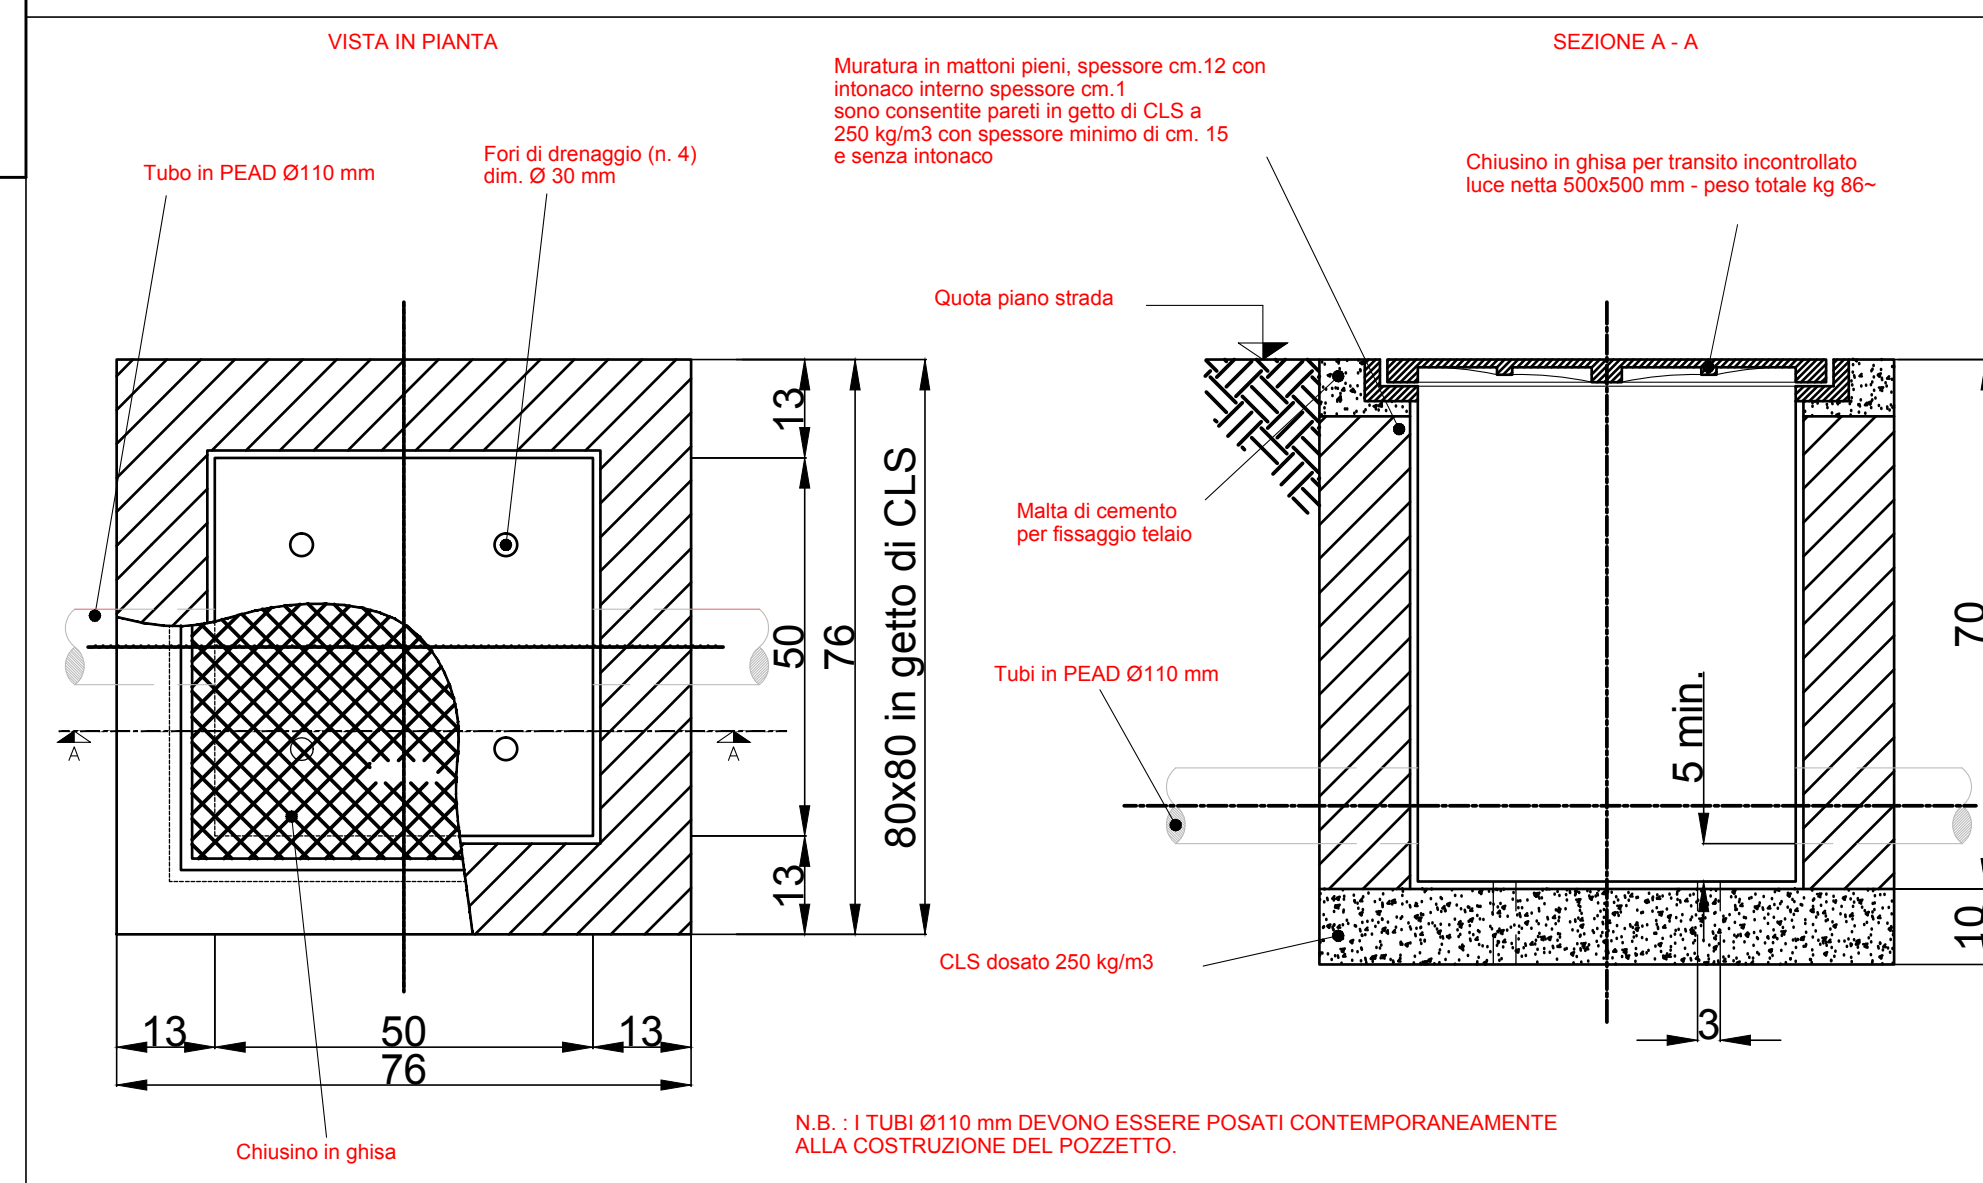 VISTA IN PIANTA
SEZIONE A - A
Muratura in mattoni pieni, spessore cm.12 con
intonaco interno spessore cm.1
sono consentite pareti in getto di CLS a
250 kg/m3 con spessore minimo di cm. 15
e senza intonaco
Tubo in PEAD Ø110 mm
Fori di drenaggio (n. 4)
dim. Ø 30 mm
Chiusino in ghisa per transito incontrollato
luce netta 500x500 mm - peso totale kg 86~
Quota piano strada
Malta di cemento
per fissaggio telaio
Tubi in PEAD Ø110 mm
CLS dosato 250 kg/m3
13
50
13
76
80x80 in getto di CLS
A
A
13
50
13
76
5 min.
70
10
3
Chiusino in ghisa
N.B. : I TUBI Ø110 mm DEVONO ESSERE POSATI CONTEMPORANEAMENTE
ALLA COSTRUZIONE DEL POZZETTO.